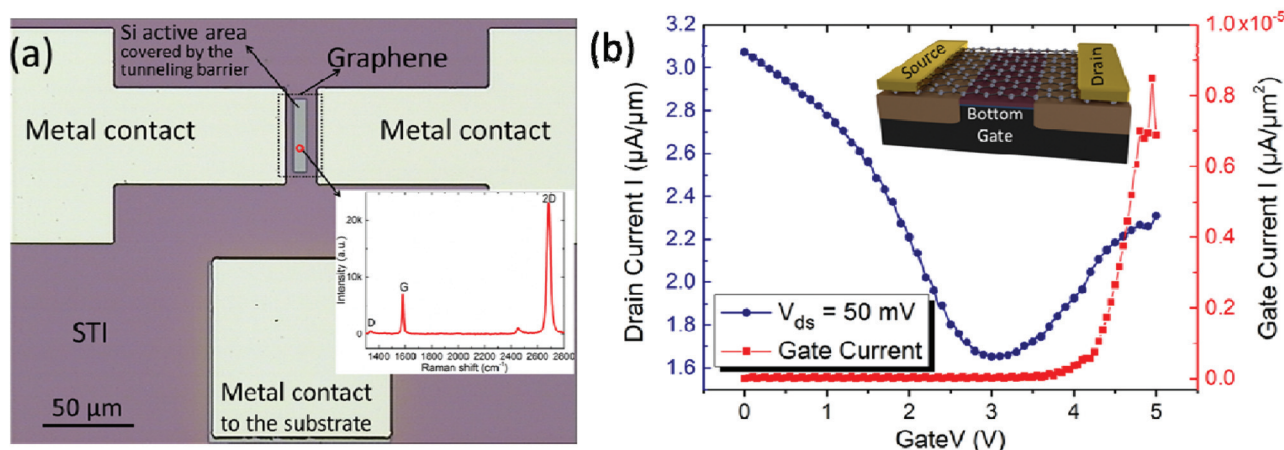 (a)
Si active area
covered by the
tunneling barrier
Graphene
Metal contact
Metal contact
STI
50 μm
Metal contact
to the substrate
Intensity (a.u.)
20k
10k
0
D
G
2D
1400 1600 1800 2000 2200 2400 2600 2800
Raman shift (cm⁻¹)
(b)
Drain Current I (μA/μm)
3.2
3.0
2.8
2.6
2.4
2.2
2.0
1.8
1.6
Source
Drain
Bottom
Gate
V_ds = 50 mV
Gate Current
0 1 2 3 4 5
GateV (V)
1.0x10⁻⁵
0.8
0.6
0.4
0.2
0.0
Gate Current I (μA/μm²)